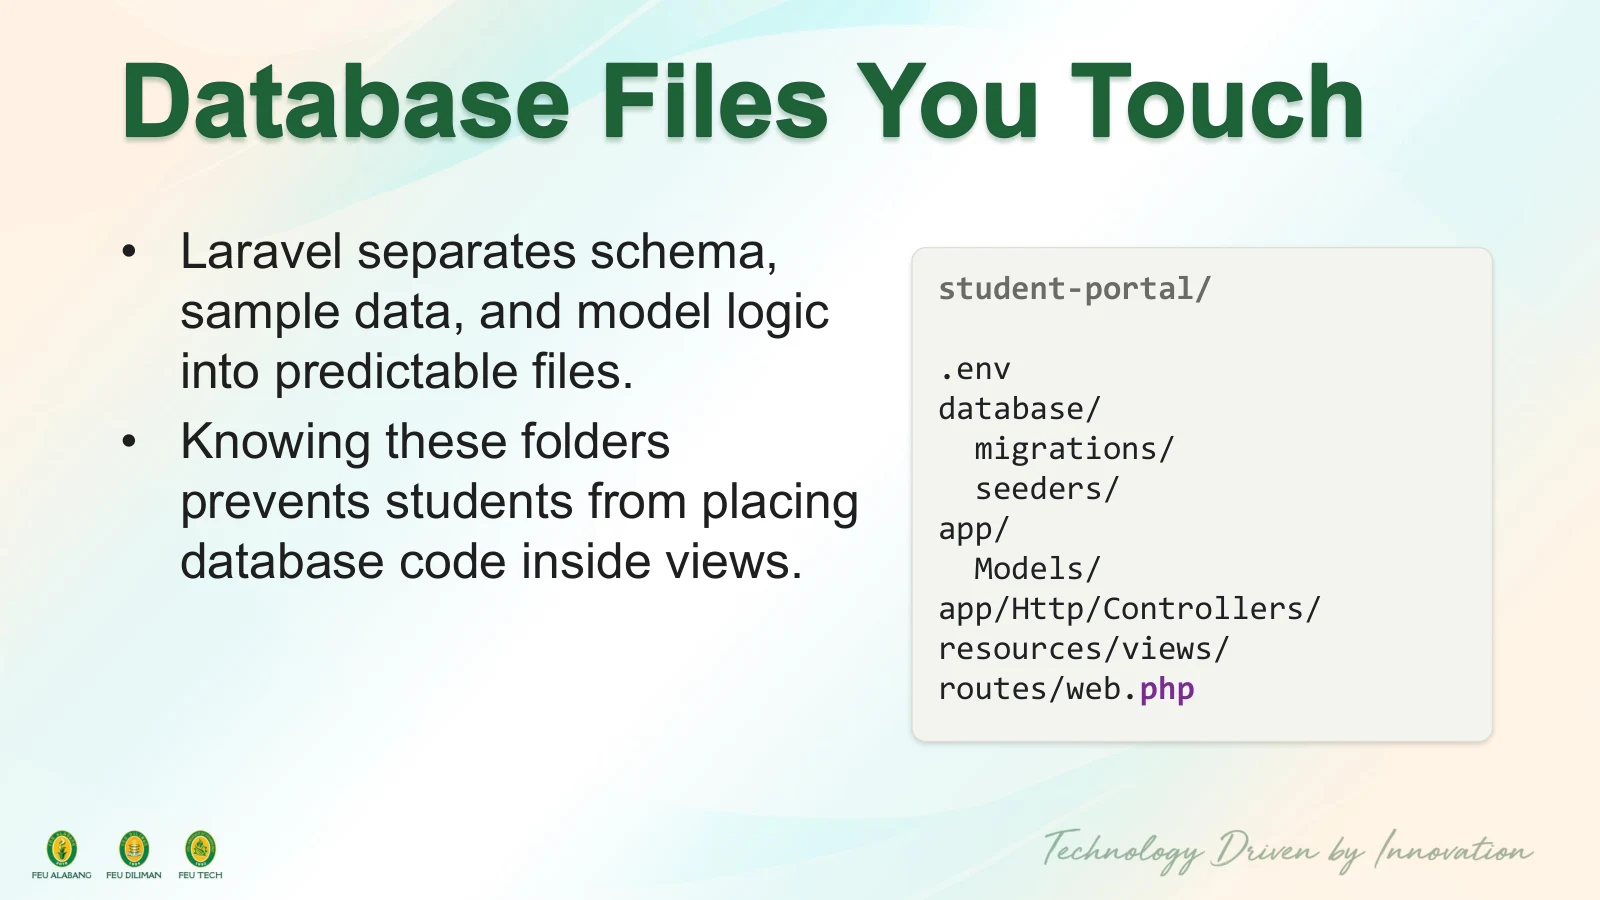 Database Files You Touch
• Laravel separates schema,
sample data, and model logic
into predictable files.
• Knowing these folders
prevents students from placing
database code inside views.
student-portal/
.env
database/
  migrations/
  seeders/
app/
  Models/
app/Http/Controllers/
resources/views/
routes/web.php
FEU ALABANG
FEU DILIMAN
FEU TECH
Technology Driven by Innovation